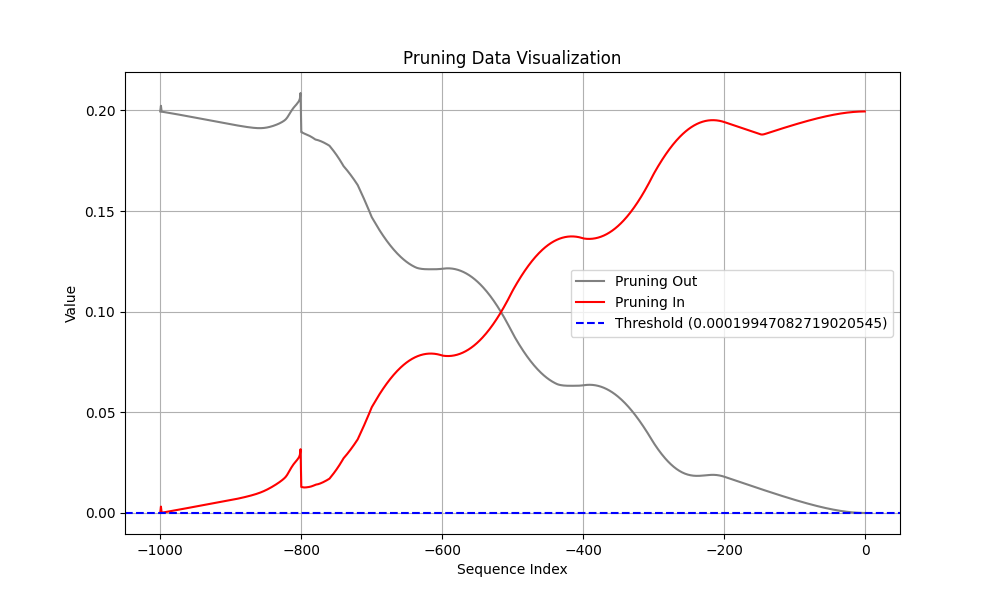 Pruning Data Visualization
0.20
0.15
0.10
0.05
0.00
Value
Pruning Out
Pruning In
Threshold (0.00019947082719020545)
−1000 −800 −600 −400 −200 0
Sequence Index